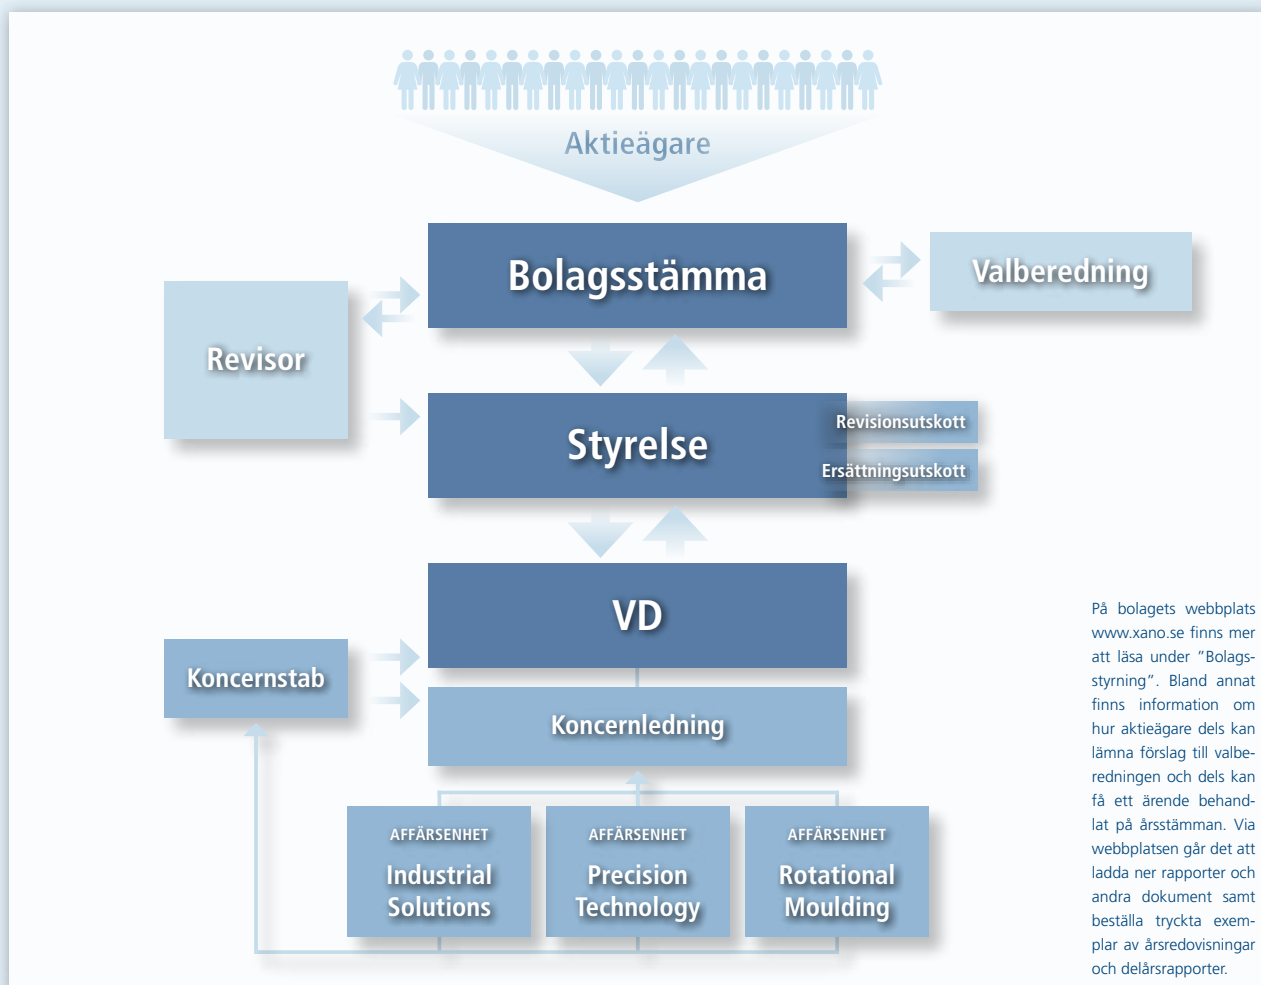 Aktieägare
Bolagsstämma
Valberedning
Revisor
Styrelse
Revisionsutskott
Ersättningsutskott
VD
Koncernstab
Koncernledning
AFFÄRSENHET
Industrial
Solutions
AFFÄRSENHET
Precision
Technology
AFFÄRSENHET
Rotational
Moulding
På bolagets webbplats
www.xano.se finns mer
att läsa under ”Bolags-
styrning”. Bland annat
finns information om
hur aktieägare dels kan
lämna förslag till valbe-
redningen och dels kan
få ett ärende behand-
lat på årsstämman. Via
webbplatsen går det att
ladda ner rapporter och
andra dokument samt
beställa tryckta exem-
plar av årsredovisningar
och delårsrapporter.